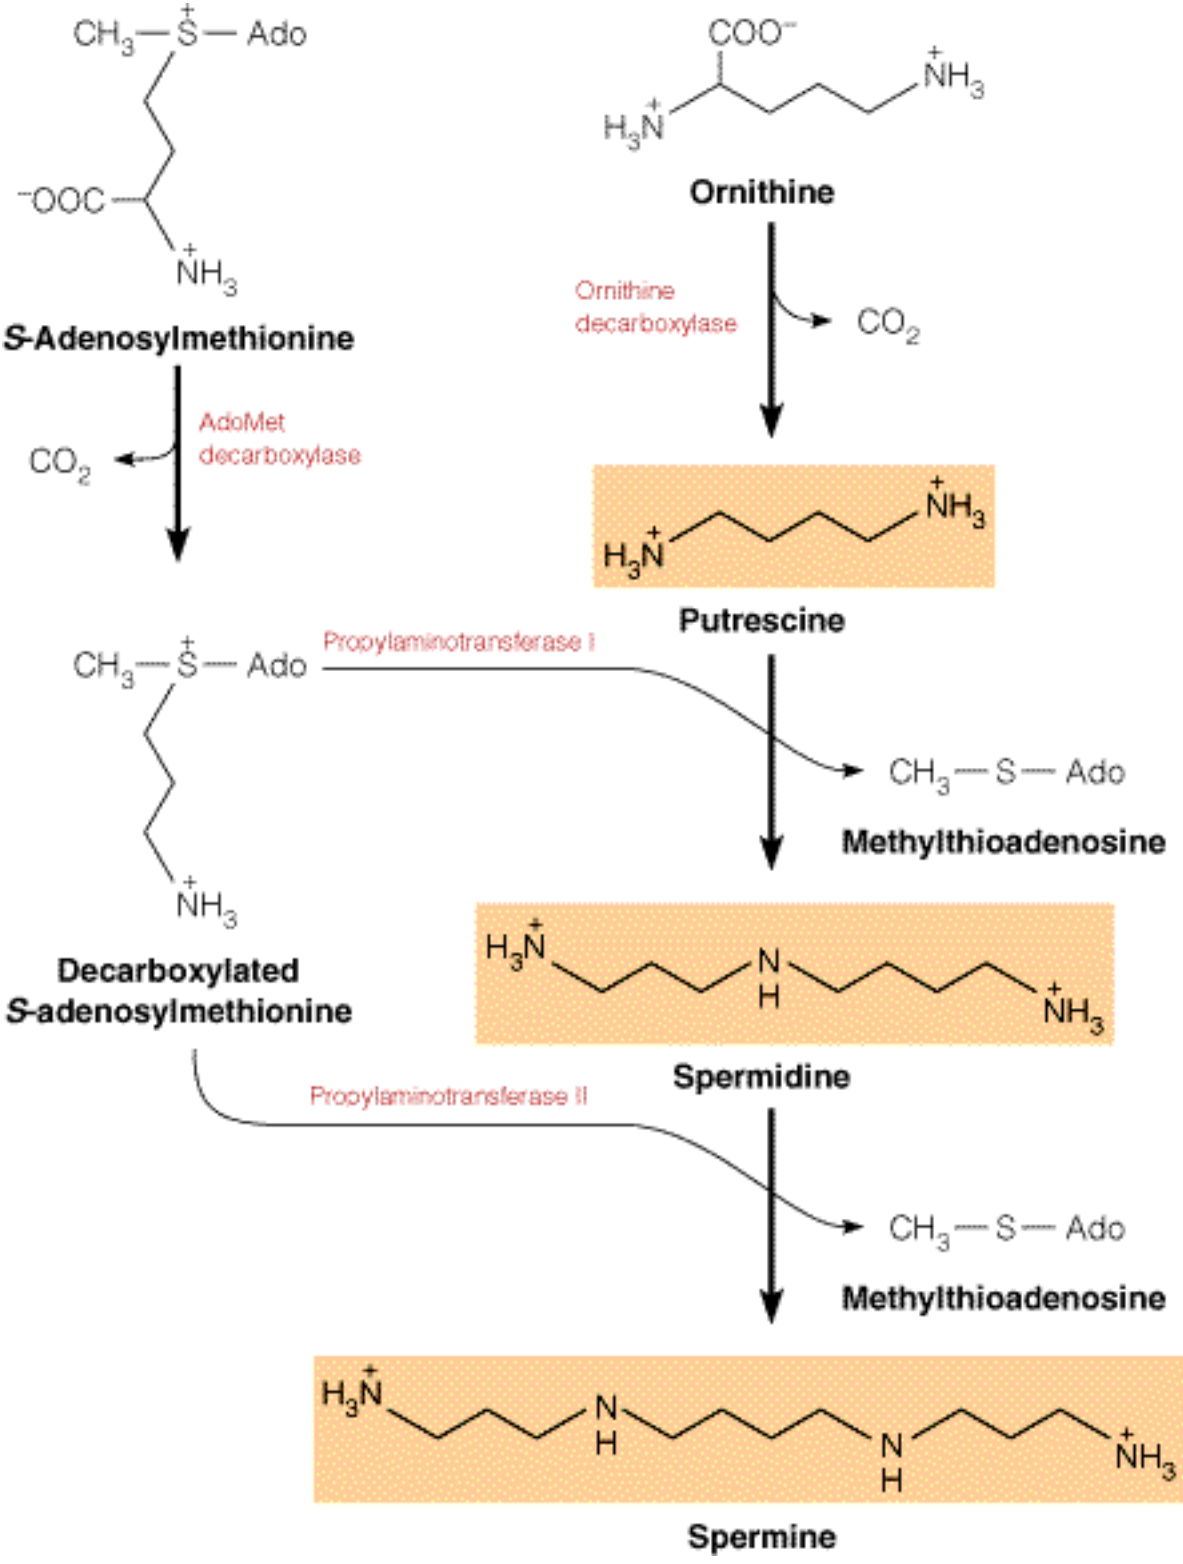 CH3—S+—Ado
COO−
+NH3
H3N+
−OOC
+NH3
Ornithine
S-Adenosylmethionine
Ornithine
decarboxylase
CO2
AdoMet
decarboxylase
CO2
+NH3
H3N+
Putrescine
Propylaminotransferase I
CH3—S+—Ado
CH3—S—Ado
Methylthioadenosine
+NH3
H3N+
N
H
+NH3
Decarboxylated
S-adenosylmethionine
Spermidine
Propylaminotransferase II
CH3—S—Ado
Methylthioadenosine
H3N+
N
H
N
H
+NH3
Spermine